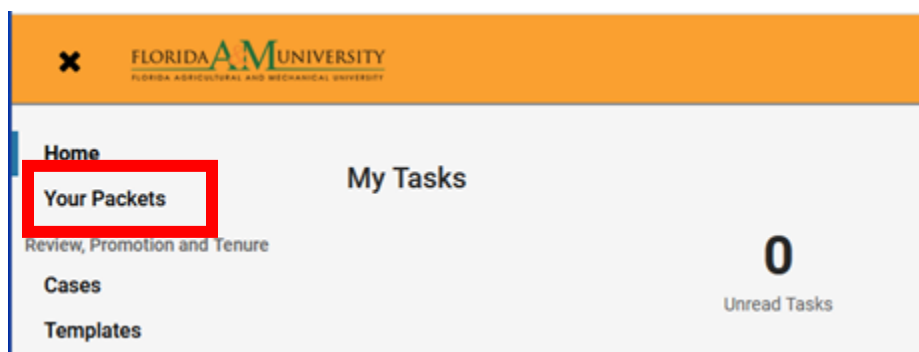 FLORIDA A&M UNIVERSITY
FLORIDA AGRICULTURAL AND MECHANICAL UNIVERSITY
Home
Your Packets
Review, Promotion and Tenure
Cases
Templates
My Tasks
0
Unread Tasks